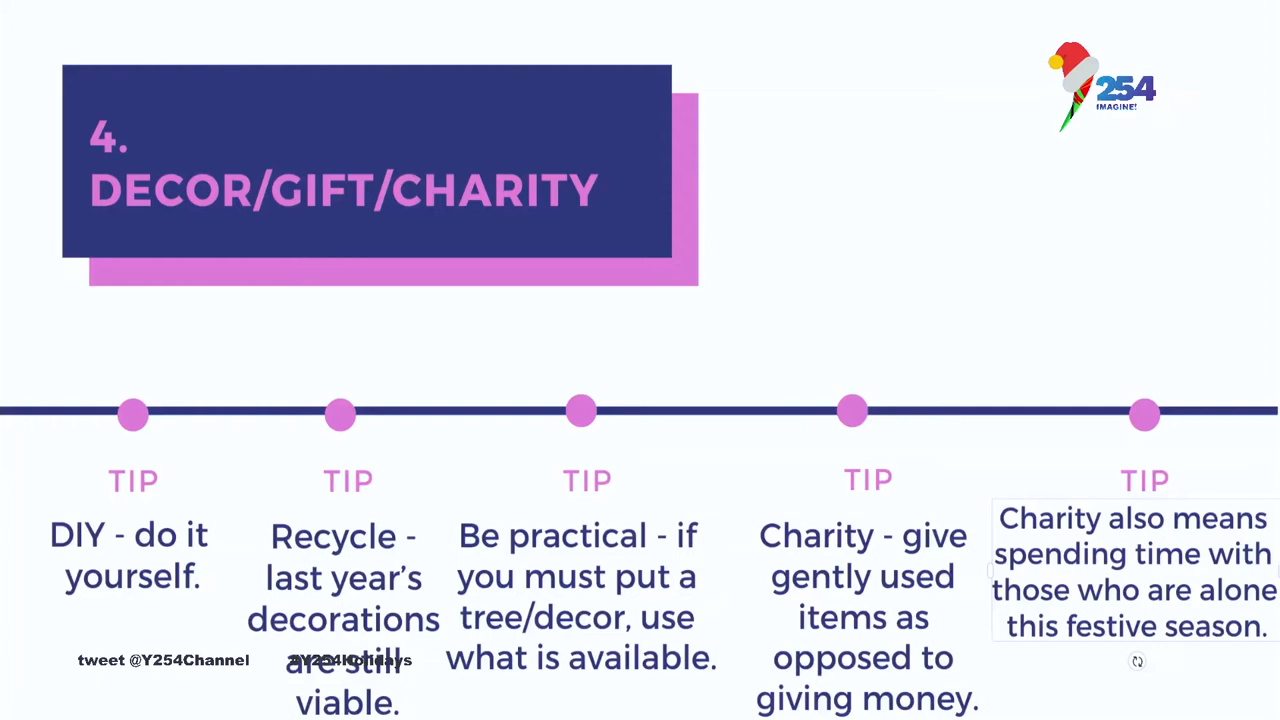 254
IMAGINE!
4.
DECOR/GIFT/CHARITY
TIP
DIY - do it
yourself.
TIP
Recycle -
last year's
decorations
are still
viable.
TIP
Be practical - if
you must put a
tree/decor, use
what is available.
TIP
Charity - give
gently used
items as
opposed to
giving money.
TIP
Charity also means
spending time with
those who are alone
this festive season.
tweet @Y254Channel
#Y254Holidays